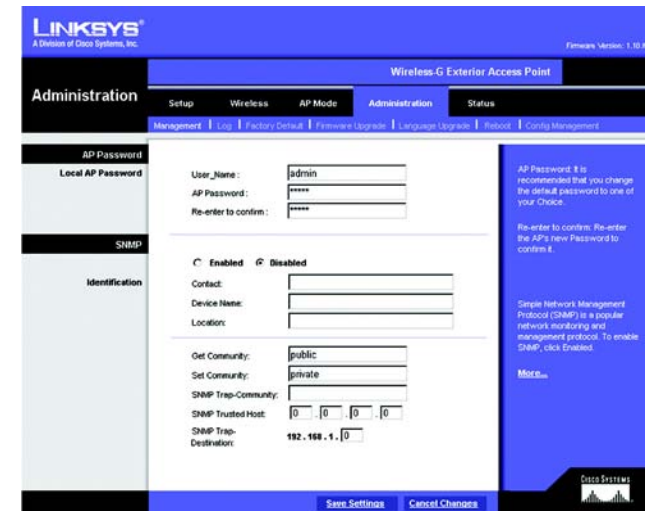 LINKSYS®
A Division of Cisco Systems, Inc.
Firmware Version: 1.10
Wireless-G Exterior Access Point
Administration
Setup Wireless AP Mode Administration Status
Management | Log | Factory Default | Firmware Upgrade | Language Upgrade | Reboot | Config Management
AP Password
Local AP Password
User_Name :
admin
AP Password :
*****
Re-enter to confirm :
*****
AP Password: It is
recommended that you change
the default password to one of
your Choice.
Re-enter to confirm: Re-enter
the AP's new Password to
confirm it.
SNMP
Enabled Disabled
Identification
Contact:
Device Name:
Location:
Simple Network Management
Protocol (SNMP) is a popular
network monitoring and
management protocol. To enable
SNMP, click Enabled.
More...
Get Community:
public
Set Community:
private
SNMP Trap-Community:
SNMP Trusted Host:
0 . 0 . 0 . 0
SNMP Trap-
Destination:
192.168.1. 0
Save Settings Cancel Changes
CISCO SYSTEMS